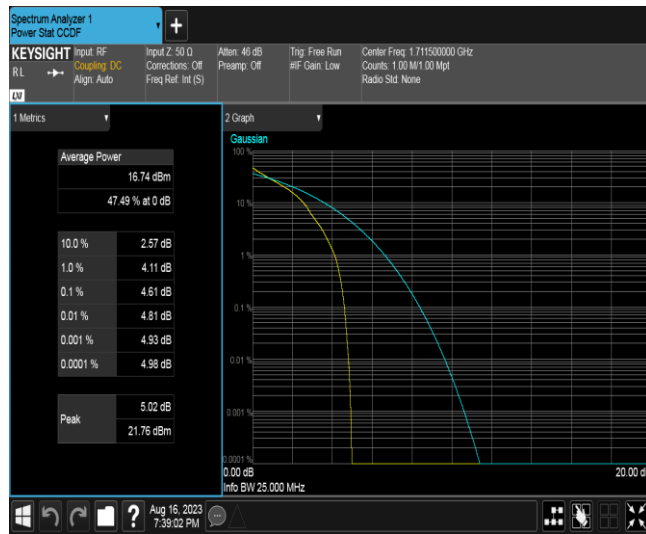 Spectrum Analyzer 1
Power Stat CCDF
+
KEYSIGHT
RL
LXI
Input: RF
Coupling: DC
Align: Auto
Input Z: 50 Ω
Corrections: Off
Freq Ref: Int (S)
Atten: 46 dB
Preamp: Off
Trig: Free Run
#IF Gain: Low
Center Freq: 1.711500000 GHz
Counts: 1.00 M/1.00 Mpt
Radio Std: None
1 Metrics
Average Power
16.74 dBm
47.49 % at 0 dB
10.0 % 2.57 dB
1.0 % 4.11 dB
0.1 % 4.61 dB
0.01 % 4.81 dB
0.001 % 4.93 dB
0.0001 % 4.98 dB
Peak
5.02 dB
21.76 dBm
2 Graph
Gaussian
100 %
10 %
1 %
0.1 %
0.01 %
0.001 %
0.0001 %
0.00 dB
20.00 d
Info BW 25.000 MHz
?
Aug 16, 2023
7:39:02 PM